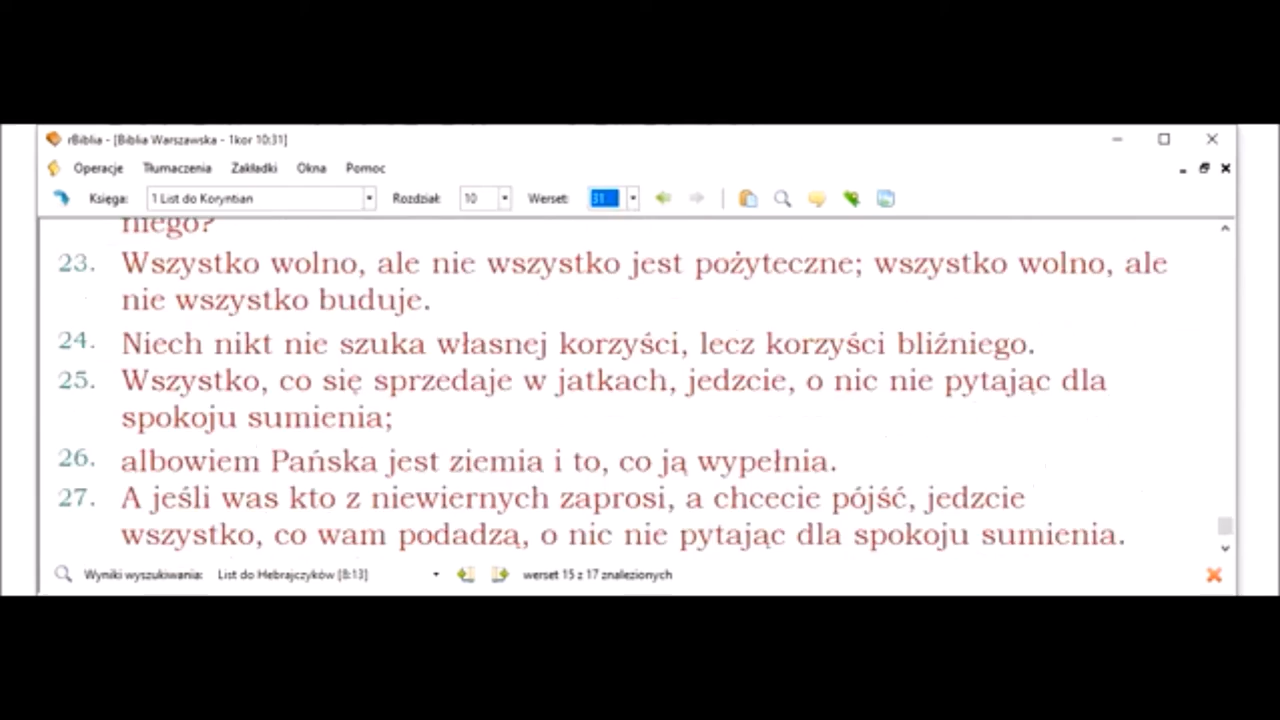 rBiblia - [Biblia Warszawska - 1kor 10:31]
Operacje Tłumaczenia Zakładki Okna Pomoc
Księga: 1 List do Koryntian Rozdział: 10 Werset: 31
niego?
23. Wszystko wolno, ale nie wszystko jest pożyteczne; wszystko wolno, ale
nie wszystko buduje.
24. Niech nikt nie szuka własnej korzyści, lecz korzyści bliźniego.
25. Wszystko, co się sprzedaje w jatkach, jedzcie, o nic nie pytając dla
spokoju sumienia;
26. albowiem Pańska jest ziemia i to, co ją wypełnia.
27. A jeśli was kto z niewiernych zaprosi, a chcecie pójść, jedzcie
wszystko, co wam podadzą, o nic nie pytając dla spokoju sumienia.
Wyniki wyszukiwania: List do Hebrajczyków [8:13] werset 15 z 17 znalezionych